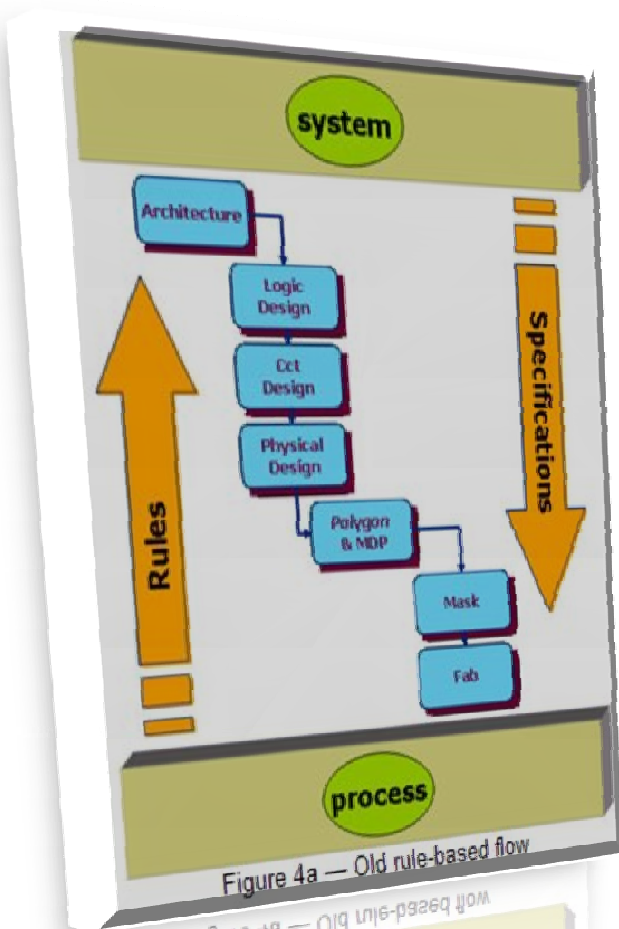 system
Architecture
Logic
Design
Cct
Design
Physical
Design
Polygon
& MDP
Mask
Fab
Rules
Specifications
process
Figure 4a — Old rule-based flow